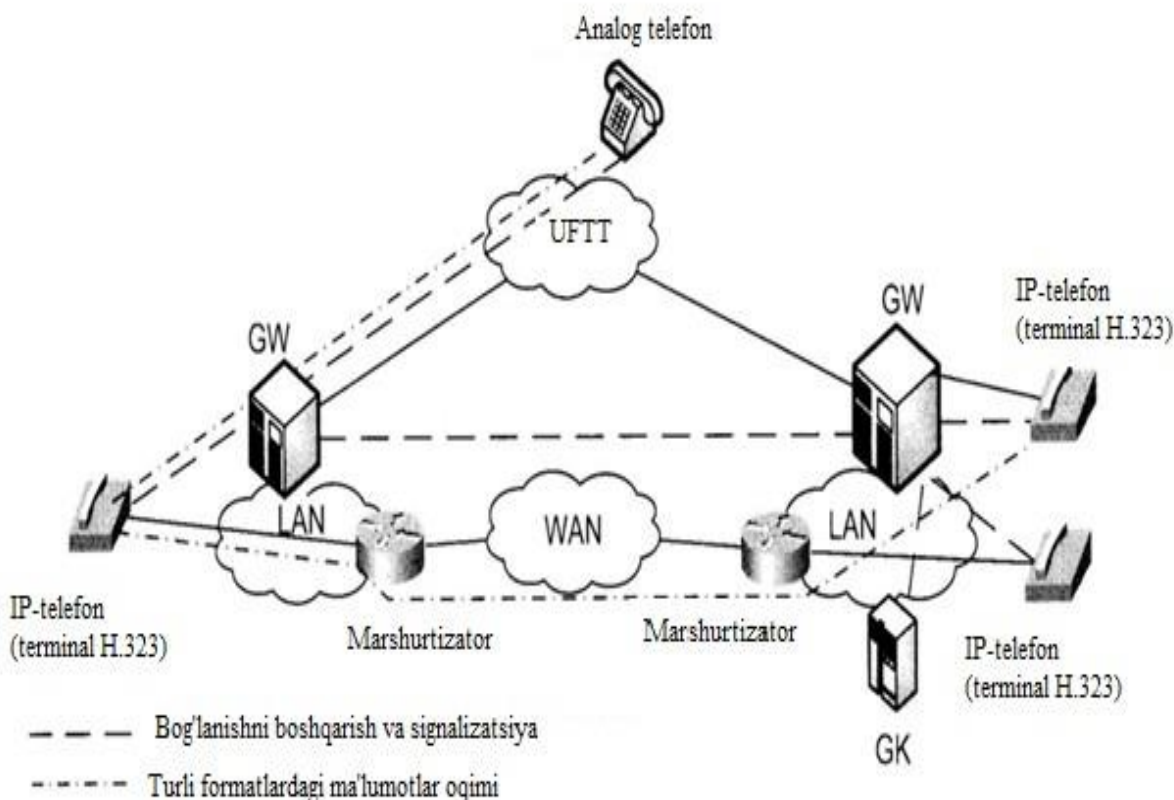 Analog telefon
UFTT
GW
GW
IP-telefon
(terminal H.323)
LAN
WAN
LAN
IP-telefon
(terminal H.323)
Marshurtizator
Marshurtizator
IP-telefon
(terminal H.323)
GK
Bog'lanishni boshqarish va signalizatsiya
Turli formatlardagi ma'lumotlar oqimi